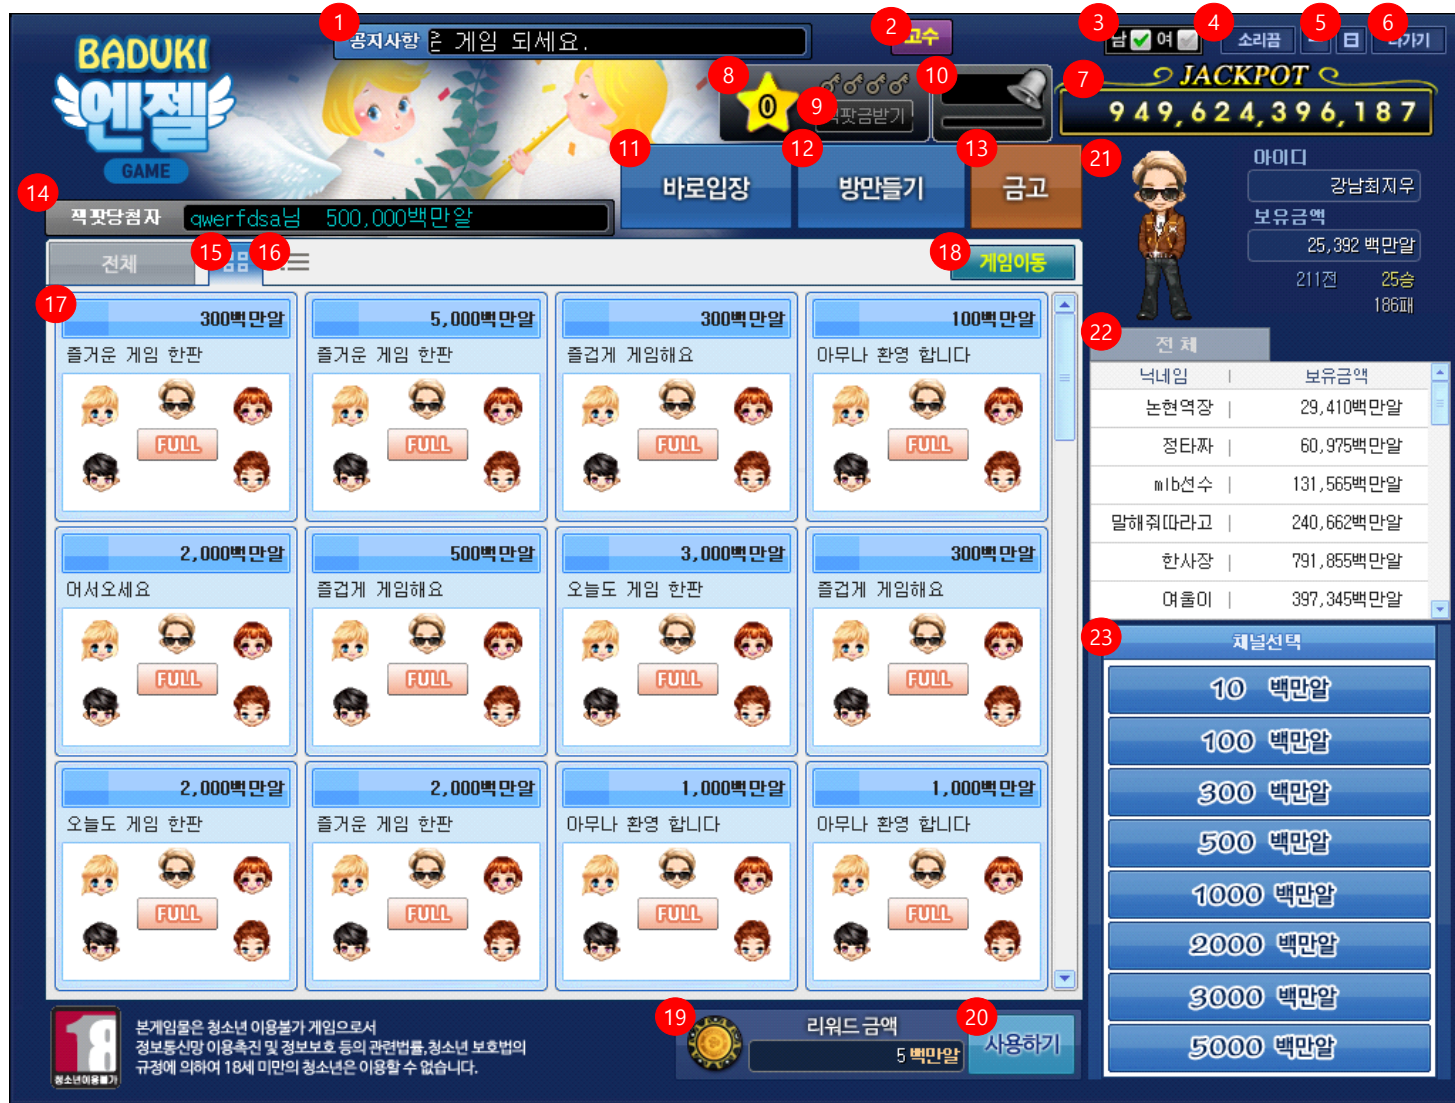 1
공지사항
은 게임 되세요.
2
고수
3
남
여
4
소리끔
5
6
나가기
BADUKI
엔젤
GAME
8
0
9
잭팟금받기
10
7
JACKPOT
949,624,396,187
11
바로입장
12
방만들기
13
금고
14
잭팟당첨자
qwerfdsa님 500,000백만알
21
아이디
강남최지우
보유금액
25,392 백만알
211전 25승
186패
전체
15
16
18
게임이동
17
300백만알
즐거운 게임 한판
FULL
5,000백만알
즐거운 게임 한판
FULL
300백만알
즐겁게 게임해요
FULL
100백만알
아무나 환영 합니다
FULL
2,000백만알
어서오세요
FULL
500백만알
즐겁게 게임해요
FULL
3,000백만알
오늘도 게임 한판
FULL
300백만알
즐겁게 게임해요
FULL
2,000백만알
오늘도 게임 한판
FULL
2,000백만알
즐거운 게임 한판
FULL
1,000백만알
아무나 환영 합니다
FULL
1,000백만알
아무나 환영 합니다
FULL
22
전 체
닉네임 | 보유금액
논현역장 | 29,410백만알
정타짜 | 60,975백만알
mlb선수 | 131,565백만알
말해줘따라고 | 240,662백만알
한사장 | 791,855백만알
여울이 | 397,345백만알
23
채널선택
10 백만알
100 백만알
300 백만알
500 백만알
1000 백만알
2000 백만알
3000 백만알
5000 백만알
18
청소년이용불가
본게임물은 청소년 이용불가 게임으로서
정보통신망 이용촉진 및 정보보호 등의 관련법률,청소년 보호법의
규정에 의하여 18세 미만의 청소년은 이용할 수 없습니다.
19
리워드 금액
5 백만알
20
사용하기